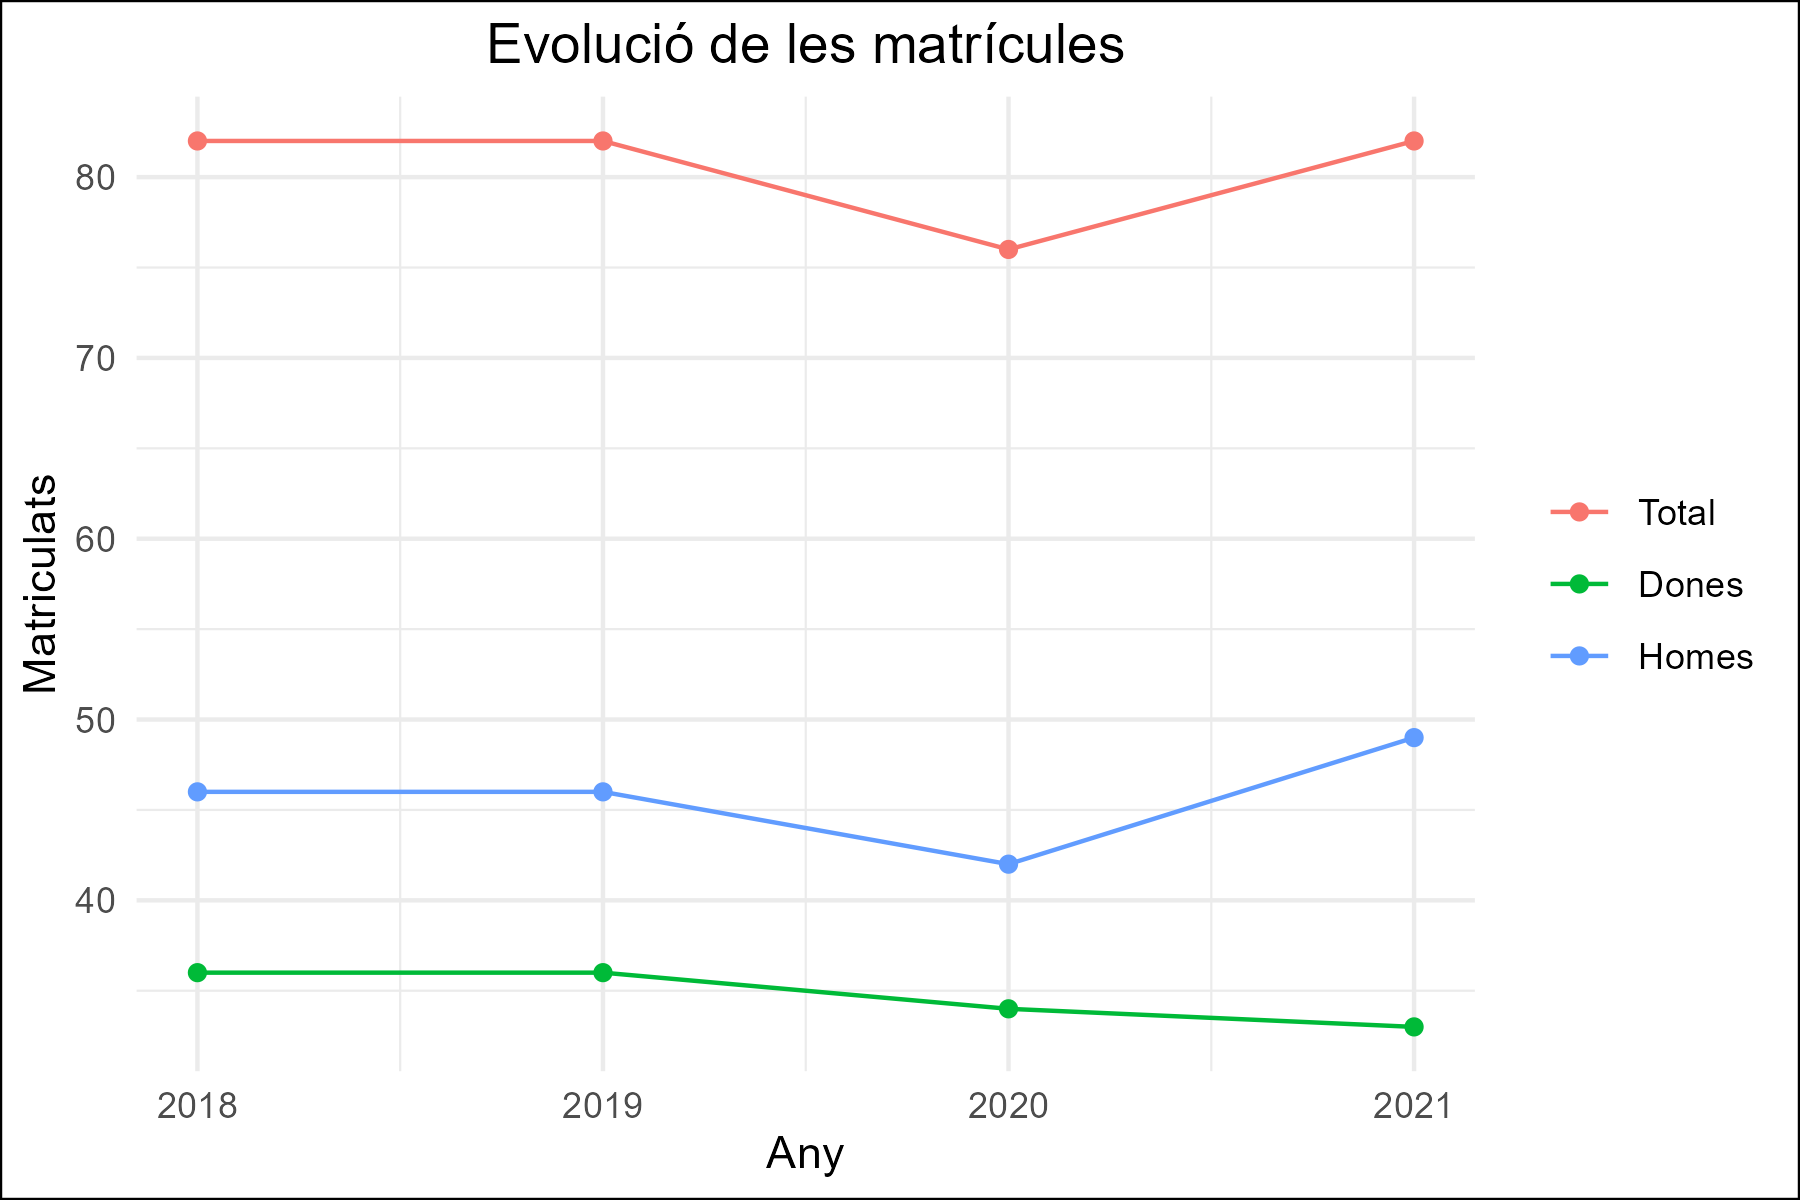 Evolució de les matrícules
Matriculats
80
70
60
50
40
2018
2019
2020
2021
Any
Total
Dones
Homes